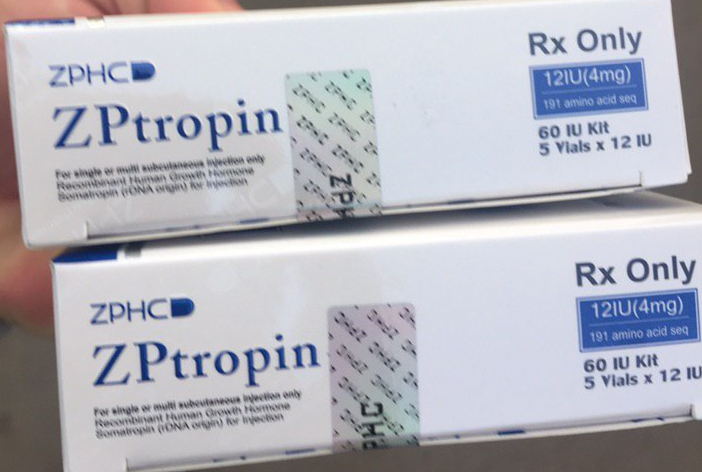 ZPHC
ZPtropin
For single or multi subcutaneous injection only
Recombinant Human Growth Hormone
Somatropin (rDNA origin) for injection
ZPH
Rx Only
12IU(4mg)
191 amino acid seq
60 IU Kit
5 Vials x 12 IU
ZPHC
ZPtropin
For single or multi subcutaneous injection only
Recombinant Human Growth Hormone
Somatropin (rDNA origin) for injection
PHC
Rx Only
12IU(4mg)
191 amino acid seq
60 IU Kit
5 Vials x 12 IU